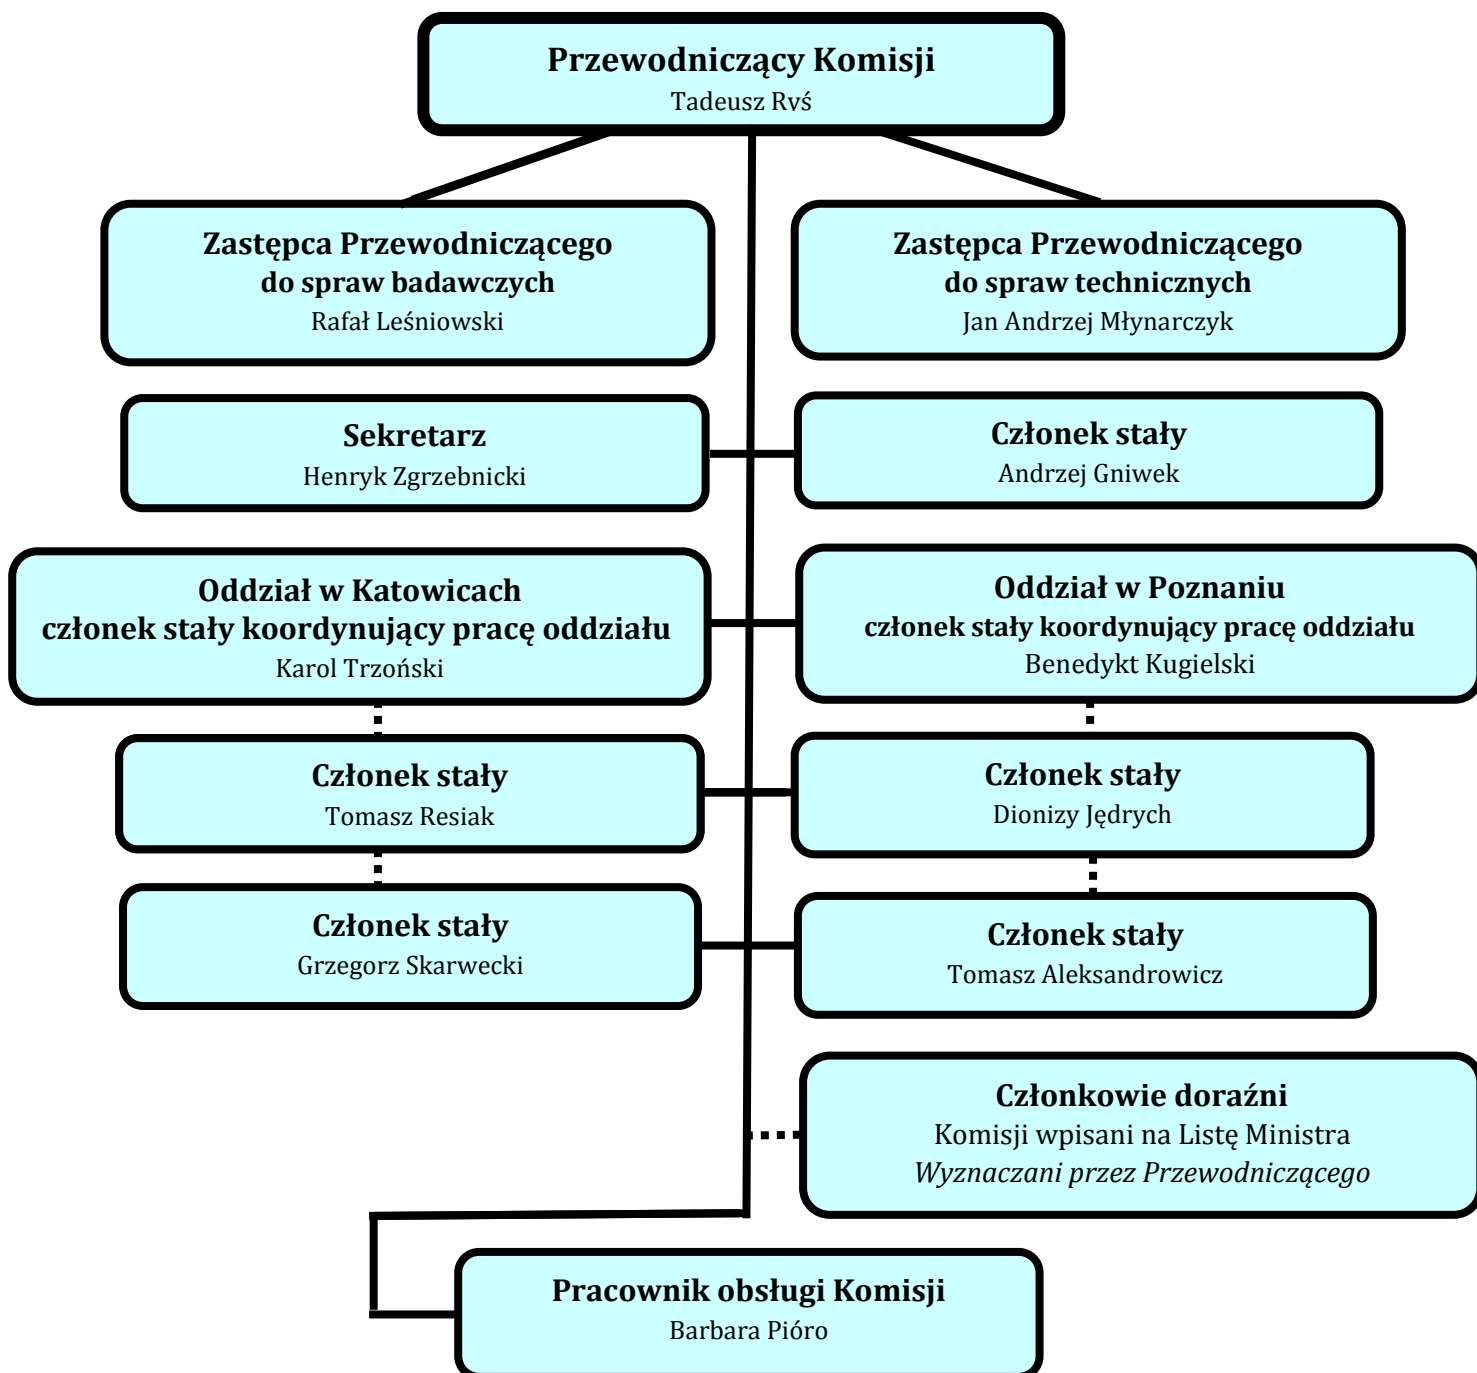 Przewodniczący Komisji
Tadeusz Rvś
Zastępca Przewodniczącego
do spraw badawczych
Rafał Leśniowski
Zastępca Przewodniczącego
do spraw technicznych
Jan Andrzej Młynarczyk
Sekretarz
Henryk Zgrzebnicki
Członek stały
Andrzej Gniwek
Oddział w Katowicach
członek stały koordynujący pracę oddziału
Karol Trzoński
Oddział w Poznaniu
członek stały koordynujący pracę oddziału
Benedykt Kugielski
Członek stały
Tomasz Resiak
Członek stały
Dionizy Jędrych
Członek stały
Grzegorz Skarwecki
Członek stały
Tomasz Aleksandrowicz
Członkowie doraźni
Komisji wpisani na Listę Ministra
Wyznaczani przez Przewodniczącego
Pracownik obsługi Komisji
Barbara Pióro